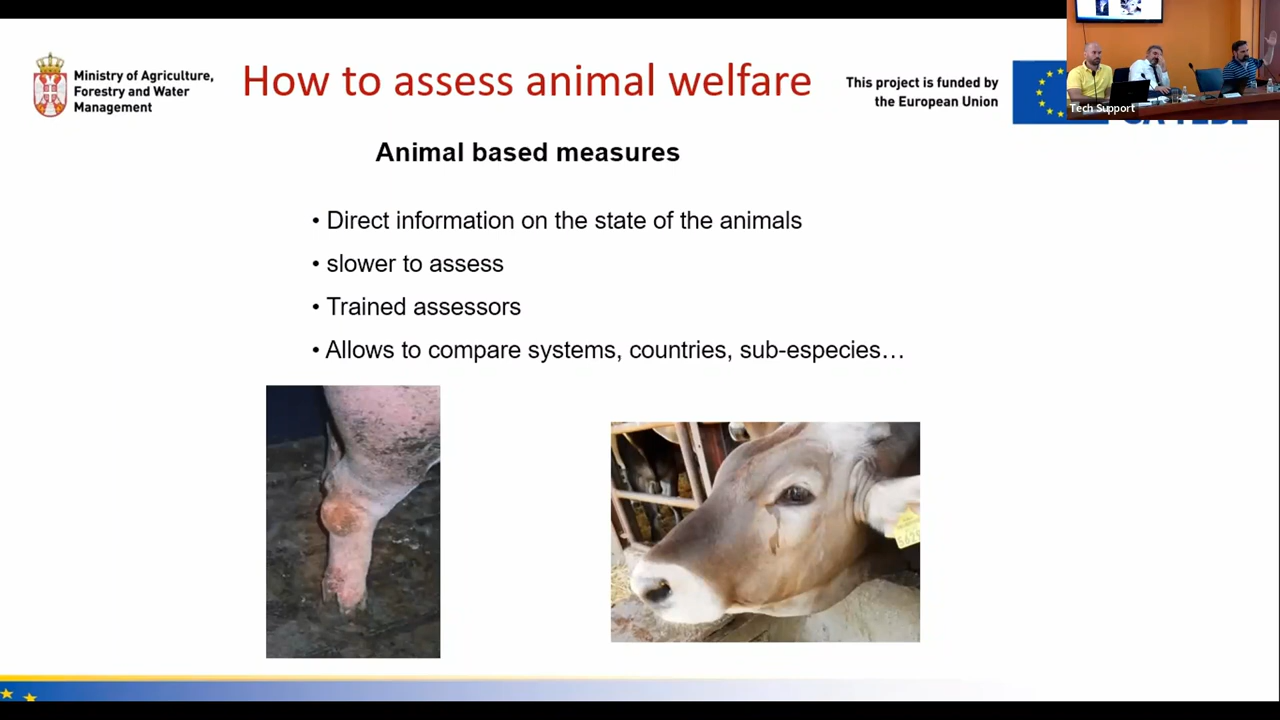 Ministry of Agriculture,
Forestry and Water
Management
How to assess animal welfare
This project is funded by
the European Union
Tech Support
Animal based measures
• Direct information on the state of the animals
• slower to assess
• Trained assessors
• Allows to compare systems, countries, sub-especies…